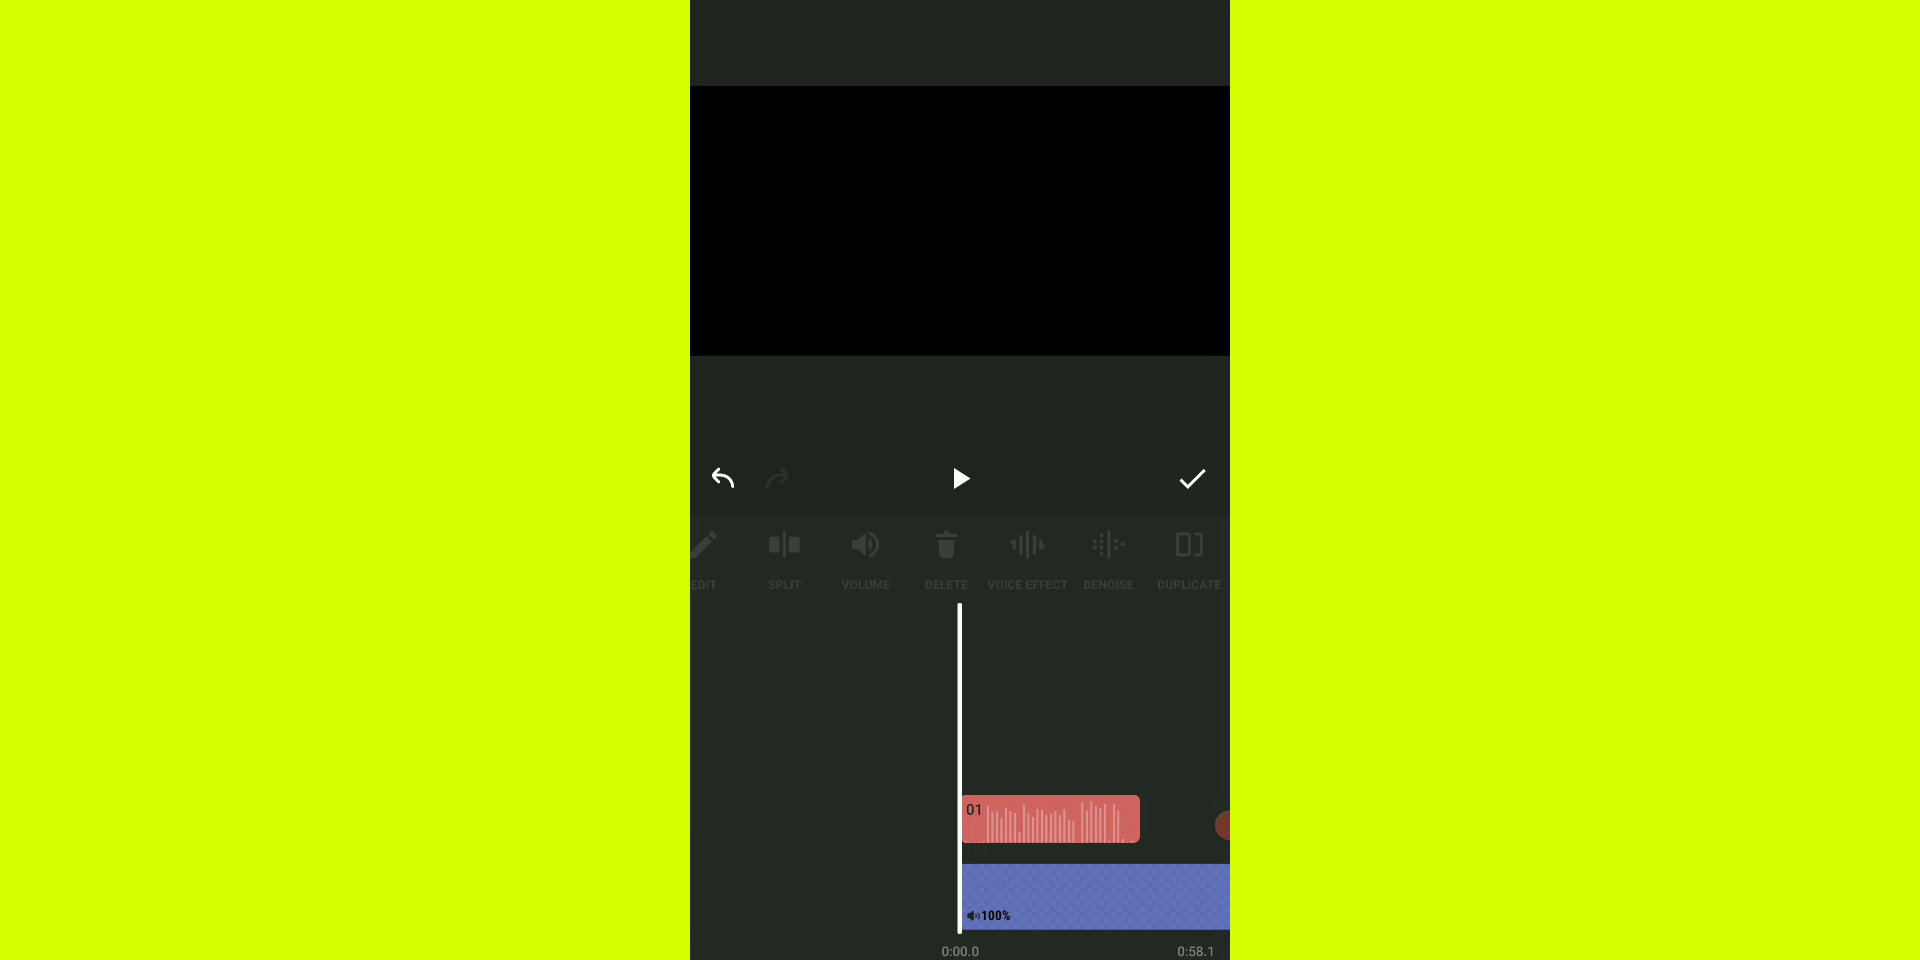 EDIT SPLIT VOLUME DELETE VOICE EFFECT DENOISE DUPLICATE
01
100%
0:00.0 0:58.1